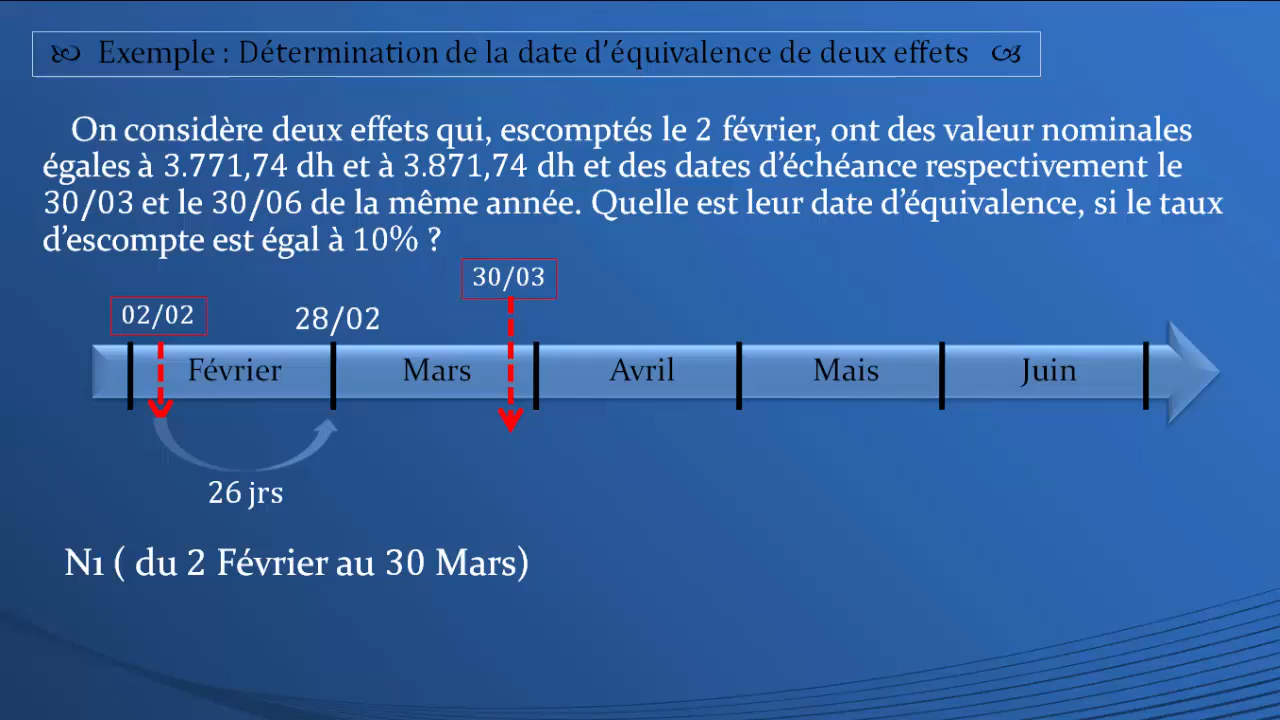 Exemple : Détermination de la date d’équivalence de deux effets
On considère deux effets qui, escomptés le 2 février, ont des valeur nominales
égales à 3.771,74 dh et à 3.871,74 dh et des dates d’échéance respectivement le
30/03 et le 30/06 de la même année. Quelle est leur date d’équivalence, si le taux
d’escompte est égal à 10% ?
30/03
02/02
28/02
Février Mars Avril Mais Juin
26 jrs
N1 ( du 2 Février au 30 Mars)